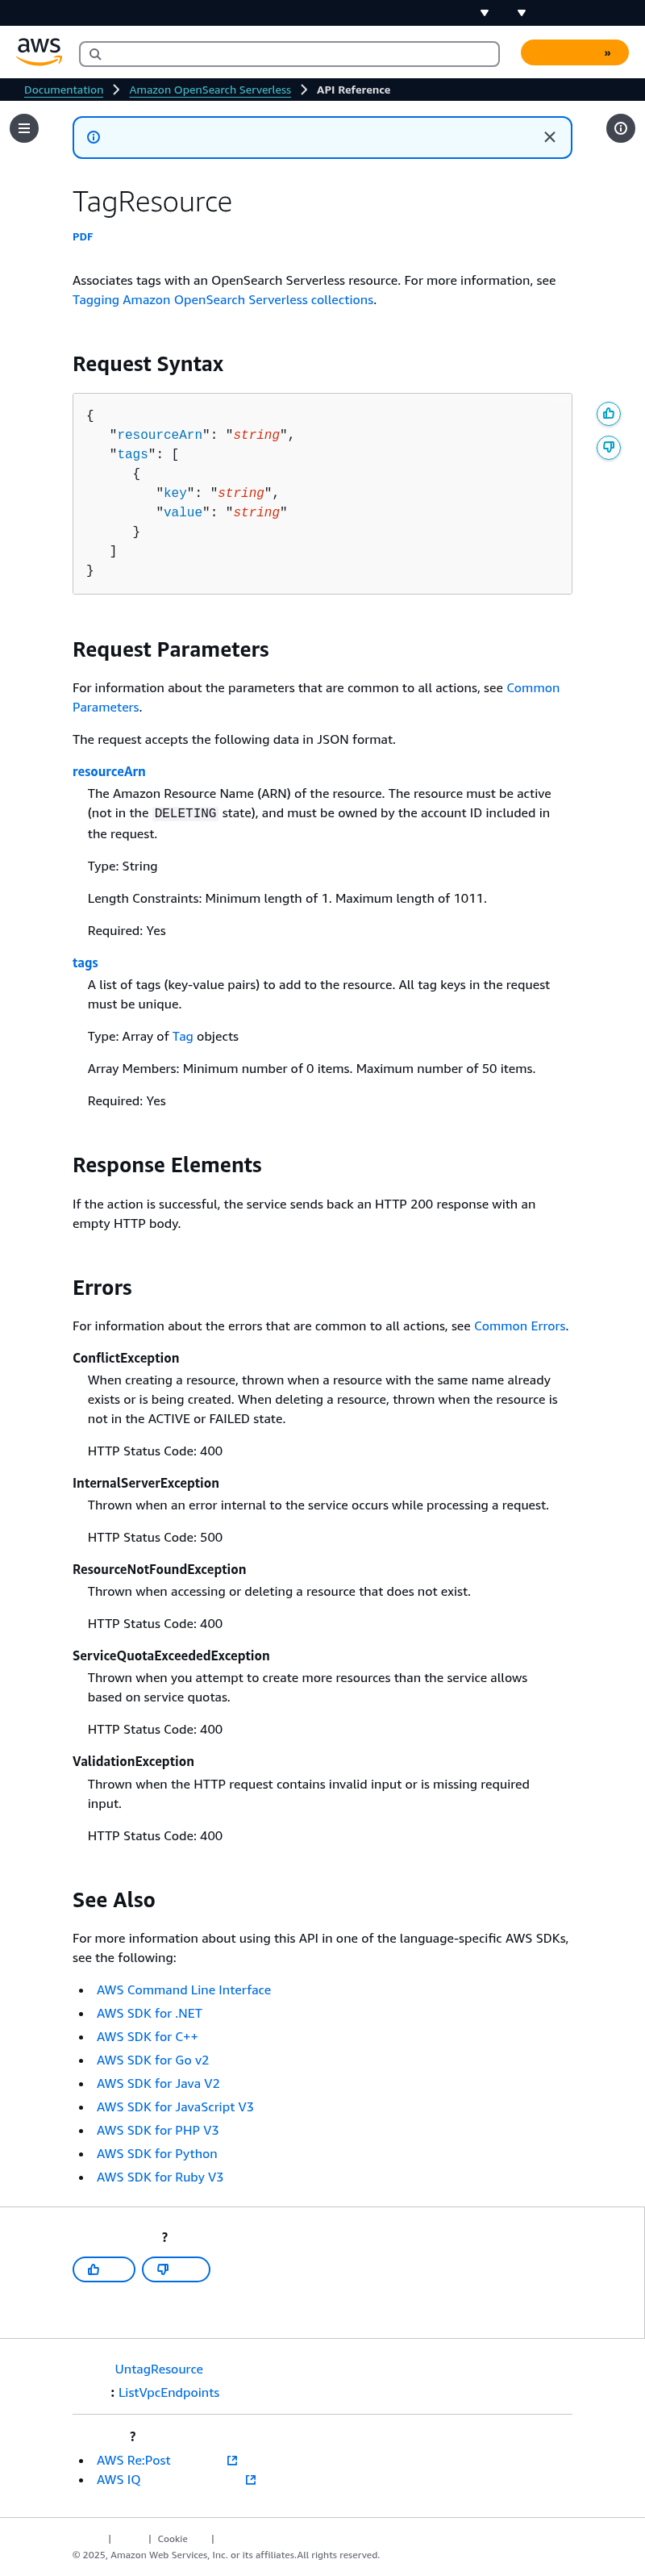 aws
»
Documentation
Amazon OpenSearch Serverless
API Reference
TagResource
PDF
Associates tags with an OpenSearch Serverless resource. For more information, see
Tagging Amazon OpenSearch Serverless collections.
Request Syntax
{
"resourceArn": "string",
"tags": [
{
"key": "string",
"value": "string"
}
]
}
Request Parameters
For information about the parameters that are common to all actions, see Common
Parameters.
The request accepts the following data in JSON format.
resourceArn
The Amazon Resource Name (ARN) of the resource. The resource must be active
(not in the DELETING state), and must be owned by the account ID included in
the request.
Type: String
Length Constraints: Minimum length of 1. Maximum length of 1011.
Required: Yes
tags
A list of tags (key-value pairs) to add to the resource. All tag keys in the request
must be unique.
Type: Array of Tag objects
Array Members: Minimum number of 0 items. Maximum number of 50 items.
Required: Yes
Response Elements
If the action is successful, the service sends back an HTTP 200 response with an
empty HTTP body.
Errors
For information about the errors that are common to all actions, see Common Errors.
ConflictException
When creating a resource, thrown when a resource with the same name already
exists or is being created. When deleting a resource, thrown when the resource is
not in the ACTIVE or FAILED state.
HTTP Status Code: 400
InternalServerException
Thrown when an error internal to the service occurs while processing a request.
HTTP Status Code: 500
ResourceNotFoundException
Thrown when accessing or deleting a resource that does not exist.
HTTP Status Code: 400
ServiceQuotaExceededException
Thrown when you attempt to create more resources than the service allows
based on service quotas.
HTTP Status Code: 400
ValidationException
Thrown when the HTTP request contains invalid input or is missing required
input.
HTTP Status Code: 400
See Also
For more information about using this API in one of the language-specific AWS SDKs,
see the following:
• AWS Command Line Interface
• AWS SDK for .NET
• AWS SDK for C++
• AWS SDK for Go v2
• AWS SDK for Java V2
• AWS SDK for JavaScript V3
• AWS SDK for PHP V3
• AWS SDK for Python
• AWS SDK for Ruby V3
?
UntagResource
: ListVpcEndpoints
?
• AWS Re:Post
• AWS IQ
| | Cookie |
© 2025, Amazon Web Services, Inc. or its affiliates.All rights reserved.